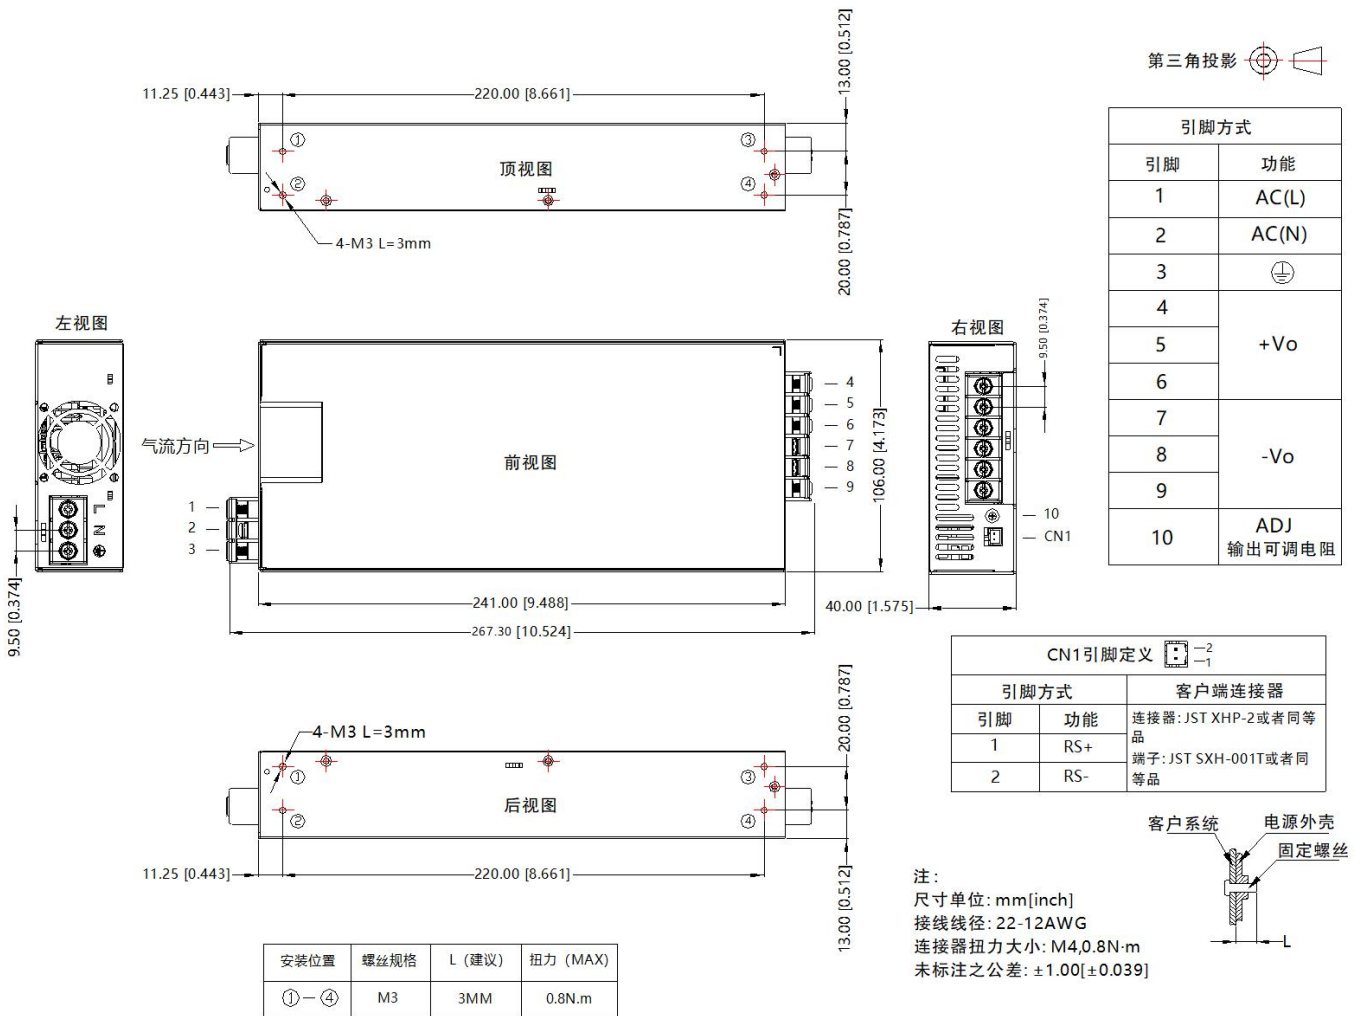 11.25 [0.443]
220.00 [8.661]
13.00 [0.512]
第三角投影
①
③
顶视图
②
④
4-M3 L=3mm
20.00 [0.787]
引脚方式
引脚 功能
1 AC(L)
2 AC(N)
3
4
5 +Vo
6
7
8 -Vo
9
10 ADJ
输出可调电阻
左视图
L
N
9.50 [0.374]
气流方向
前视图
1
2
3
4
5
6
7
8
9
106.00 [4.173]
241.00 [9.488]
267.30 [10.524]
右视图
9.50 [0.374]
10
CN1
40.00 [1.575]
CN1引脚定义
2
1
引脚方式 客户端连接器
引脚 功能
1 RS+
2 RS-
连接器: JST XHP-2或者同等
品
端子: JST SXH-001T或者同
等品
4-M3 L=3mm
20.00 [0.787]
①
③
后视图
②
④
11.25 [0.443]
220.00 [8.661]
13.00 [0.512]
客户系统
电源外壳
固定螺丝
L
注:
尺寸单位: mm[inch]
接线线径: 22-12AWG
连接器扭力大小: M4,0.8N·m
未标注之公差: ±1.00[±0.039]
安装位置 螺丝规格 L (建议) 扭力 (MAX)
①-④ M3 3MM 0.8N.m